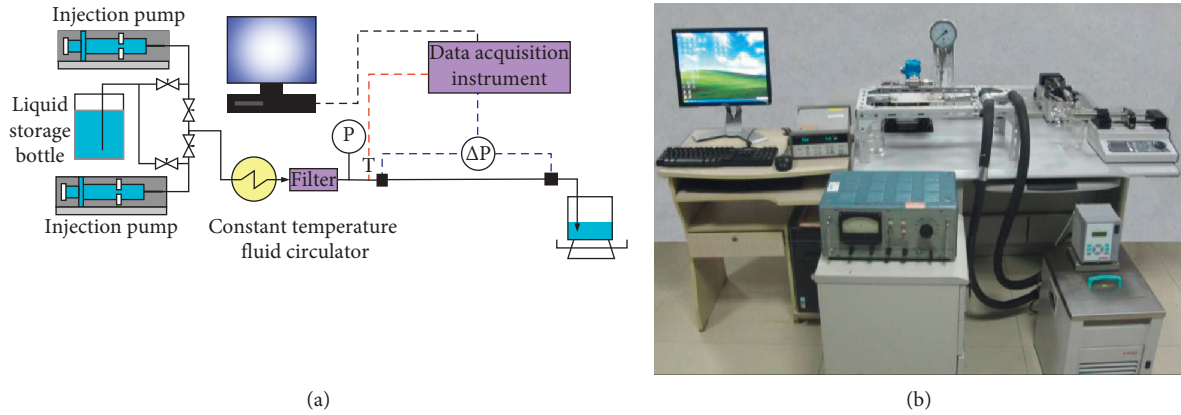 Injection pump
Liquid
storage
bottle
Injection pump
Data acquisition
instrument
P
T
ΔP
Filter
Constant temperature
fluid circulator
(a)
(b)